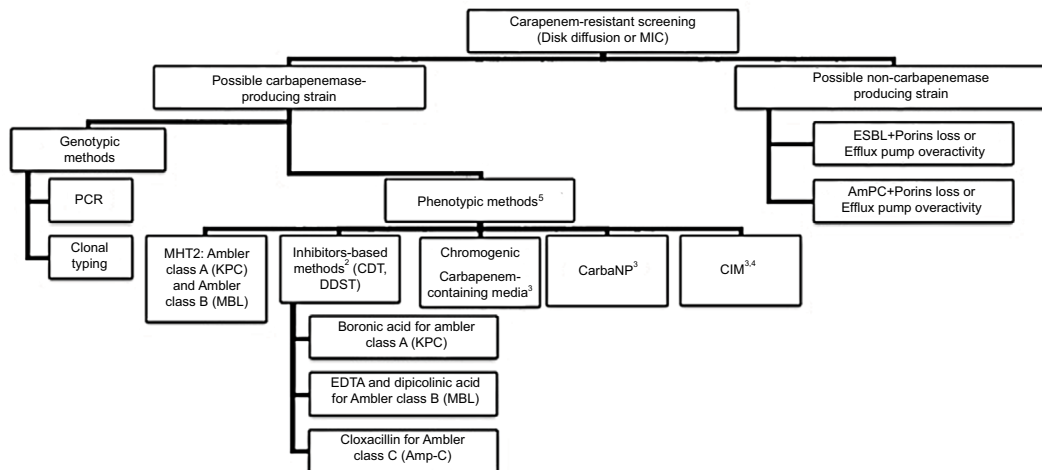 Carapenem-resistant screening
(Disk diffusion or MIC)
Possible carbapenemase-
producing strain
Possible non-carbapenemase
producing strain
Genotypic
methods
PCR
Clonal
typing
ESBL+Porins loss or
Efflux pump overactivity
AmPC+Porins loss or
Efflux pump overactivity
Phenotypic methods5
MHT2: Ambler
class A (KPC)
and Ambler
class B (MBL)
Inhibitors-based
methods2 (CDT,
DDST)
Chromogenic
Carbapenem-
containing media3
CarbaNP3
CIM3,4
Boronic acid for ambler
class A (KPC)
EDTA and dipicolinic acid
for Ambler class B (MBL)
Cloxacillin for Ambler
class C (Amp-C)